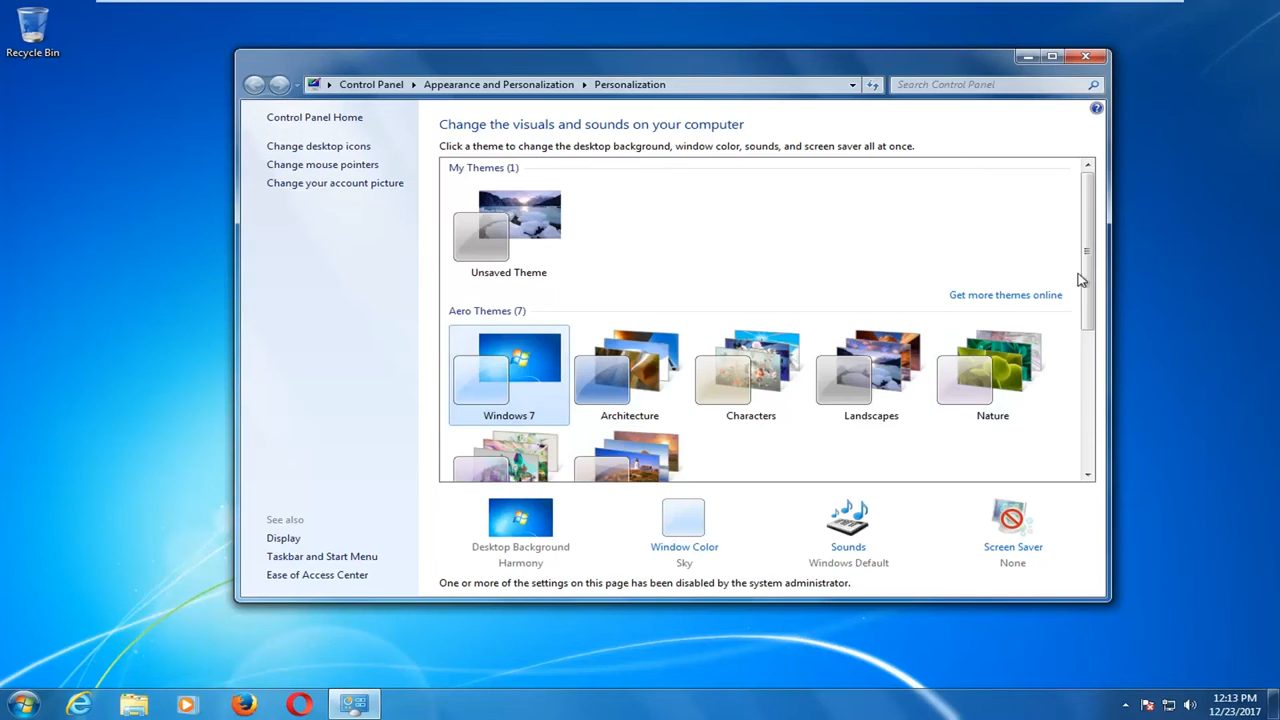 Recycle Bin
Control Panel
Appearance and Personalization
Personalization
Search Control Panel
Control Panel Home
Change desktop icons
Change mouse pointers
Change your account picture
Change the visuals and sounds on your computer
Click a theme to change the desktop background, window color, sounds, and screen saver all at once.
My Themes (1)
Unsaved Theme
Get more themes online
Aero Themes (7)
Windows 7
Architecture
Characters
Landscapes
Nature
See also
Display
Taskbar and Start Menu
Ease of Access Center
Desktop Background
Harmony
Window Color
Sky
Sounds
Windows Default
Screen Saver
None
One or more of the settings on this page has been disabled by the system administrator.
12:13 PM
12/23/2017